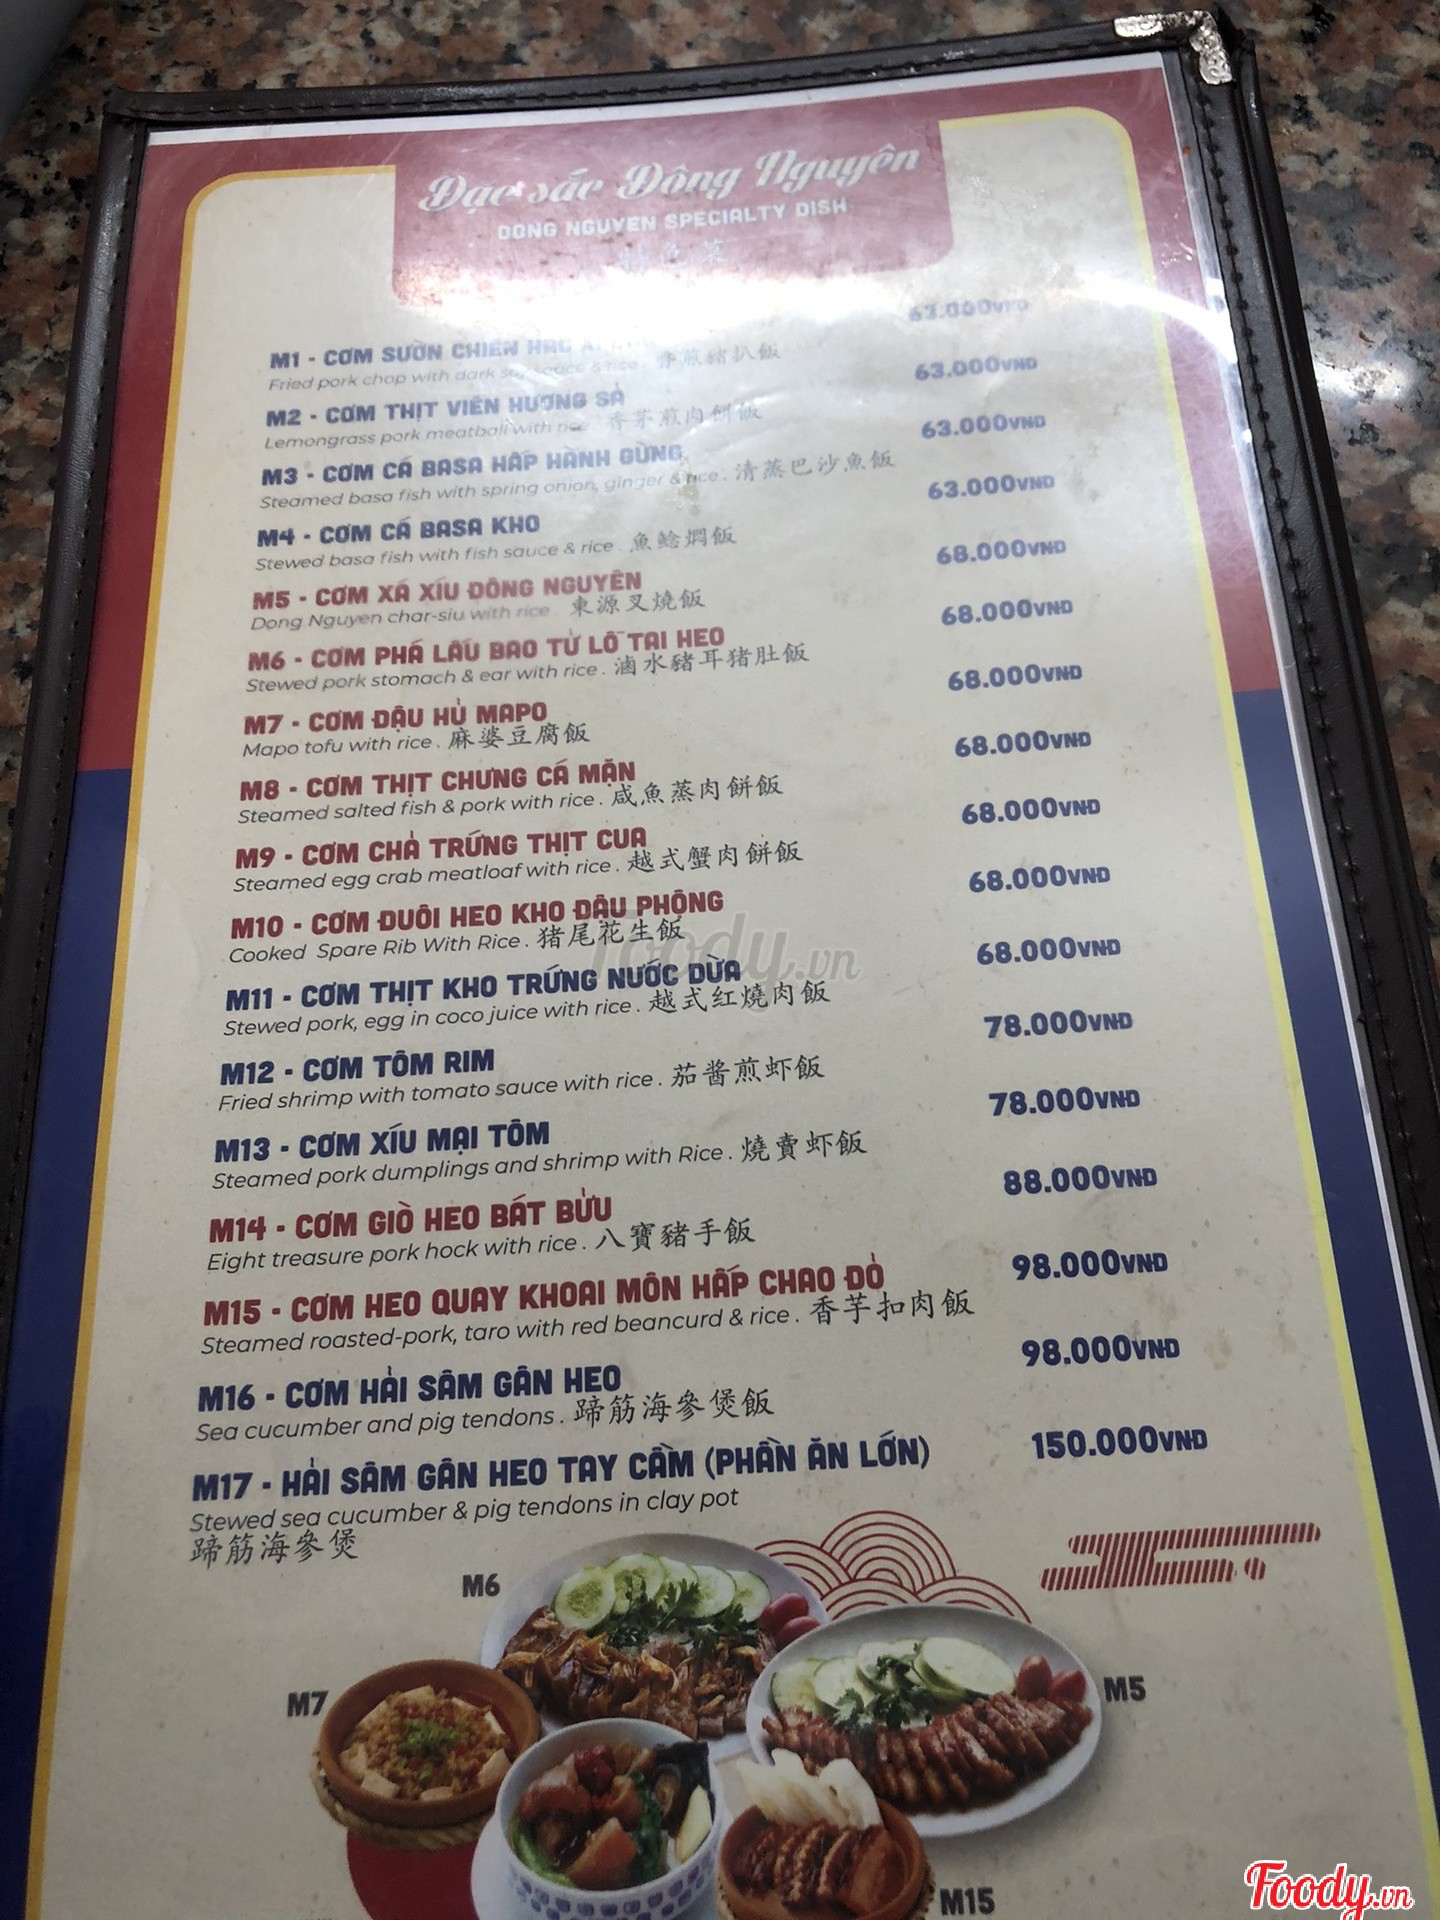 Đặc sắc Đông Nguyên
DONG NGUYEN SPECIALTY DISH
特色菜
63.000VND
M1 - CƠM SƯỜN CHIÊN
Fried pork chop with dark soy sauce & rice . 香煎豬扒飯
63.000VND
M2 - CƠM THỊT VIÊN HƯƠNG SẢ
Lemongrass pork meatball with rice . 香茅煎肉餅飯
63.000VND
M3 - CƠM CÁ BASA HẤP HÀNH GỪNG
Steamed basa fish with spring onion, ginger & rice . 清蒸巴沙魚飯
63.000VND
M4 - CƠM CÁ BASA KHO
Stewed basa fish with fish sauce & rice . 魚鯰燜飯
68.000VND
M5 - CƠM XÁ XÍU ĐÔNG NGUYÊN
Dong Nguyen char-siu with rice . 東源叉燒飯
68.000VND
M6 - CƠM PHÁ LẤU BAO TỬ LỖ TAI HEO
Stewed pork stomach & ear with rice . 滷水豬耳猪肚飯
68.000VND
M7 - CƠM ĐẬU HỦ MAPO
Mapo tofu with rice . 麻婆豆腐飯
68.000VND
M8 - CƠM THỊT CHƯNG CÁ MẶN
Steamed salted fish & pork with rice . 咸魚蒸肉餅飯
68.000VND
M9 - CƠM CHẢ TRỨNG THỊT CUA
Steamed egg crab meatloaf with rice . 越式蟹肉餅飯
68.000VND
M10 - CƠM ĐUÔI HEO KHO ĐẬU PHỘNG
Cooked Spare Rib With Rice . 猪尾花生飯
68.000VND
M11 - CƠM THỊT KHO TRỨNG NƯỚC DỪA
Stewed pork, egg in coco juice with rice . 越式红燒肉飯
78.000VND
M12 - CƠM TÔM RIM
Fried shrimp with tomato sauce with rice . 茄醬煎虾飯
78.000VND
M13 - CƠM XÍU MẠI TÔM
Steamed pork dumplings and shrimp with Rice . 燒賣虾飯
88.000VND
M14 - CƠM GIÒ HEO BÁT BỬU
Eight treasure pork hock with rice . 八寶豬手飯
98.000VND
M15 - CƠM HEO QUAY KHOAI MÔN HẤP CHAO ĐỎ
Steamed roasted-pork, taro with red beancurd & rice . 香芋扣肉飯
98.000VND
M16 - CƠM HẢI SÂM GÂN HEO
Sea cucumber and pig tendons . 蹄筋海參煲飯
150.000VND
M17 - HẢI SÂM GÂN HEO TAY CẦM (PHẦN ĂN LỚN)
Stewed sea cucumber & pig tendons in clay pot
蹄筋海參煲
M6
M7
M5
M15
Foody.vn
Foody.vn